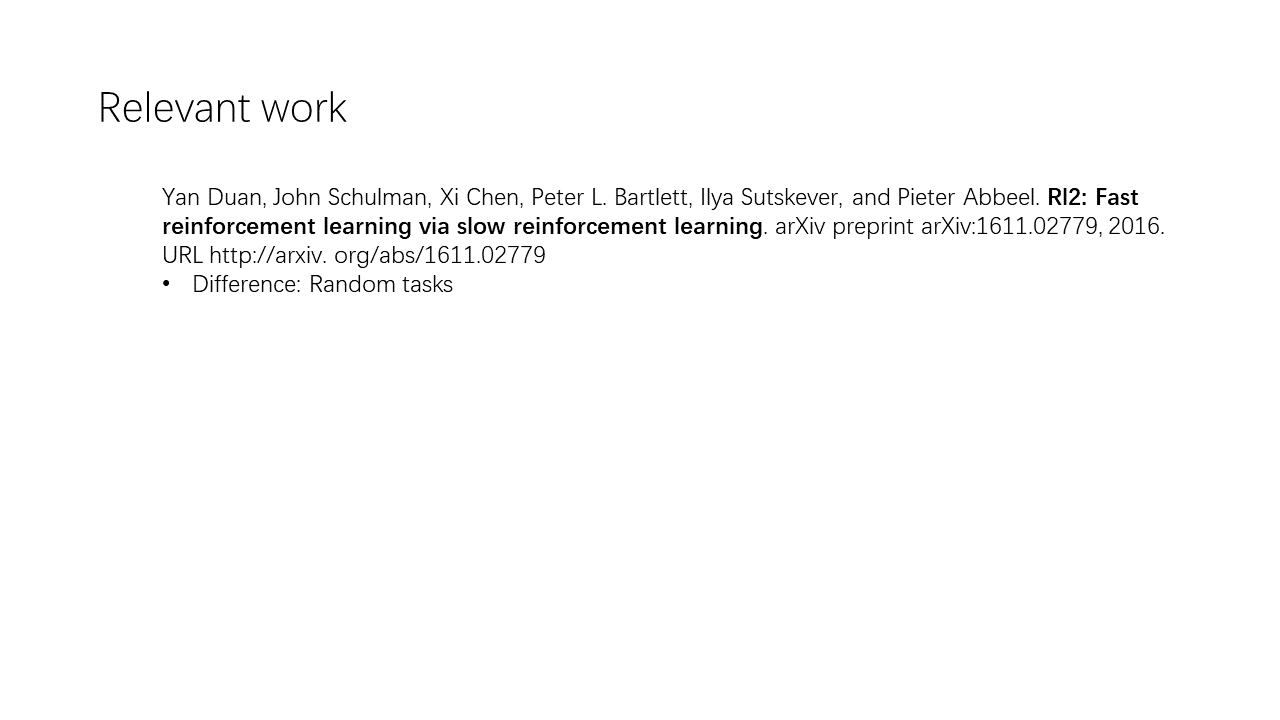 Relevant work
Yan Duan, John Schulman, Xi Chen, Peter L. Bartlett, Ilya Sutskever, and Pieter Abbeel. Rl2: Fast
reinforcement learning via slow reinforcement learning. arXiv preprint arXiv:1611.02779, 2016.
URL http://arxiv. org/abs/1611.02779
• Difference: Random tasks